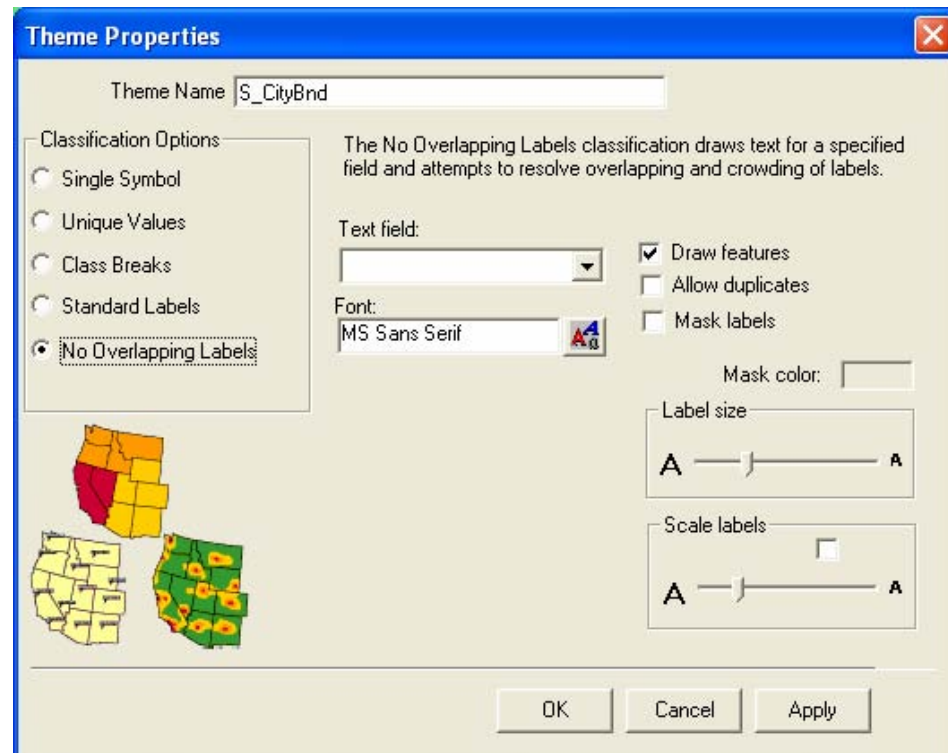 Theme Properties
Theme Name S_CityBnd
Classification Options
Single Symbol
Unique Values
Class Breaks
Standard Labels
No Overlapping Labels
The No Overlapping Labels classification draws text for a specified
field and attempts to resolve overlapping and crowding of labels.
Text field:
Font:
MS Sans Serif
AAa
Draw features
Allow duplicates
Mask labels
Mask color:
Label size
A A
Scale labels
A A
OK Cancel Apply